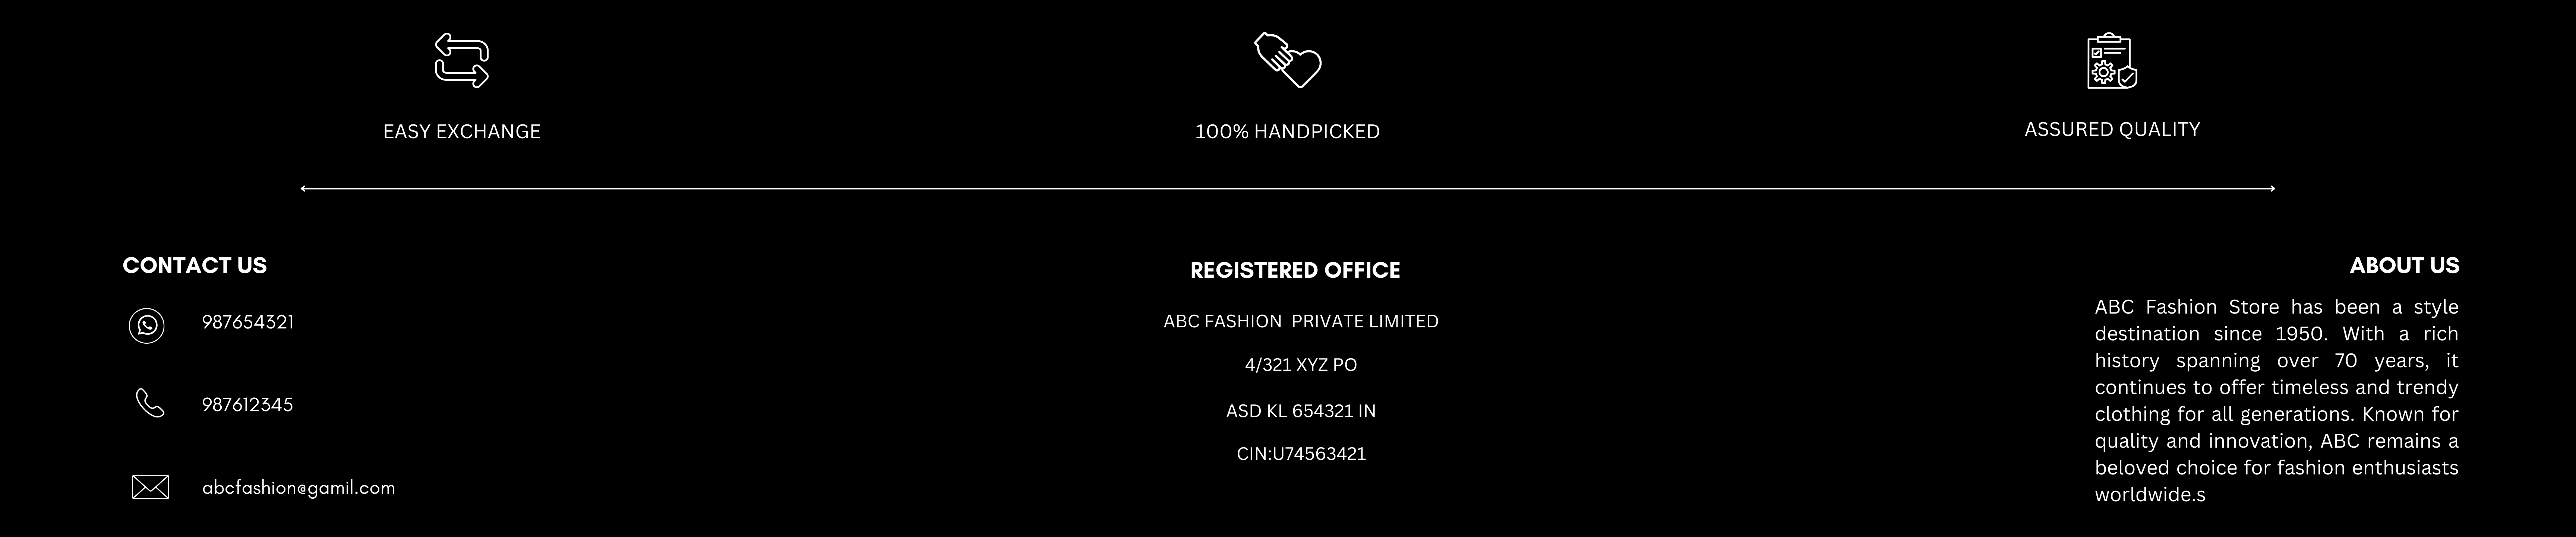 EASY EXCHANGE
100% HANDPICKED
ASSURED QUALITY
CONTACT US
987654321
987612345
abcfashion@gamil.com
REGISTERED OFFICE
ABC FASHION  PRIVATE LIMITED
4/321 XYZ PO
ASD KL 654321 IN
CIN:U74563421
ABOUT US
ABC Fashion Store has been a style
destination since 1950. With a rich
history spanning over 70 years, it
continues to offer timeless and trendy
clothing for all generations. Known for
quality and innovation, ABC remains a
beloved choice for fashion enthusiasts
worldwide.s